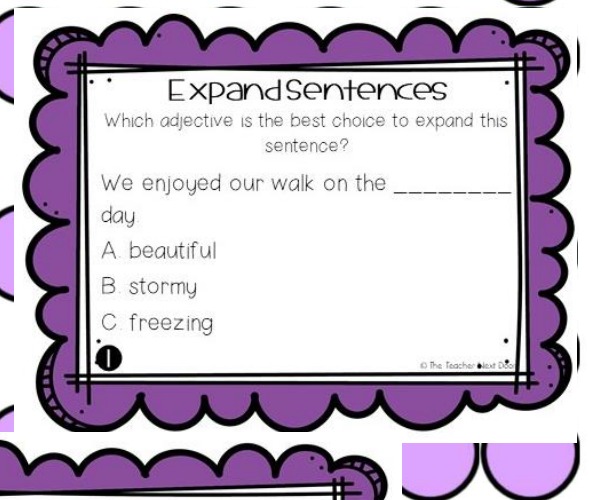 Expand Sentences
Which adjective is the best choice to expand this
sentence?
We enjoyed our walk on the ________
day.
A. beautiful
B. stormy
C. freezing
1
© The Teacher Next Door